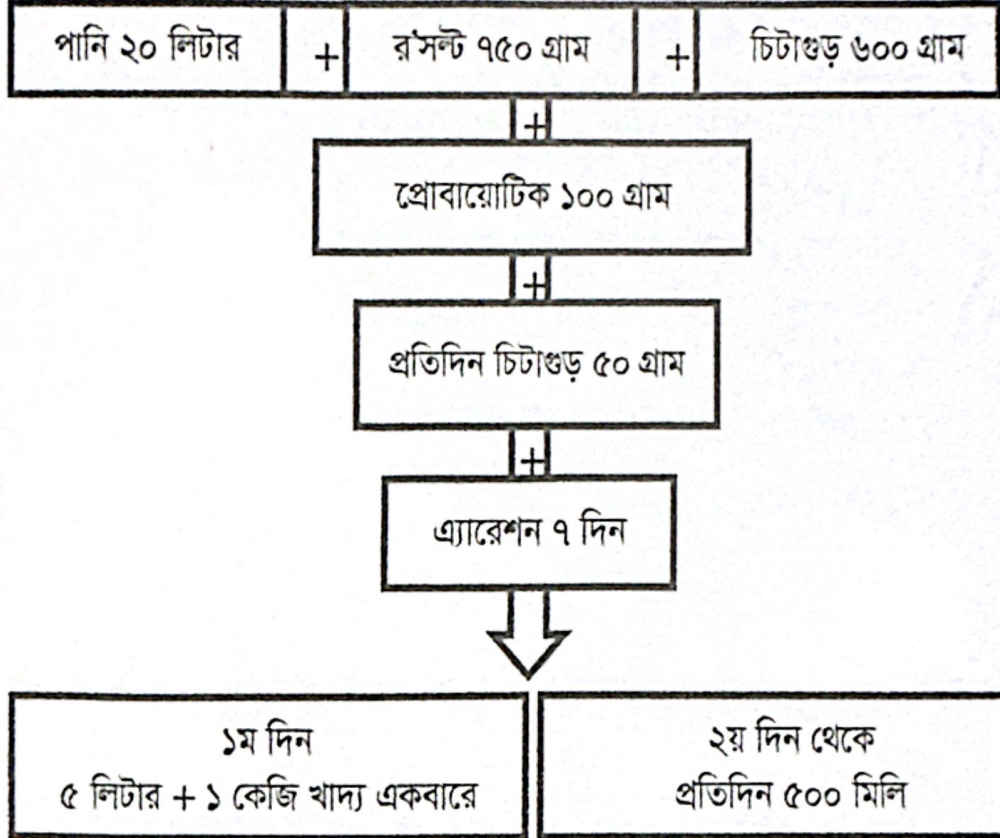 পানি ২০ লিটার + র'সল্ট ৭৫০ গ্রাম + চিটাগুড় ৬০০ গ্রাম
+
প্রোবায়োটিক ১০০ গ্রাম
+
প্রতিদিন চিটাগুড় ৫০ গ্রাম
+
এ্যারেশন ৭ দিন
১ম দিন
৫ লিটার + ১ কেজি খাদ্য একবারে
২য় দিন থেকে
প্রতিদিন ৫০০ মিলি